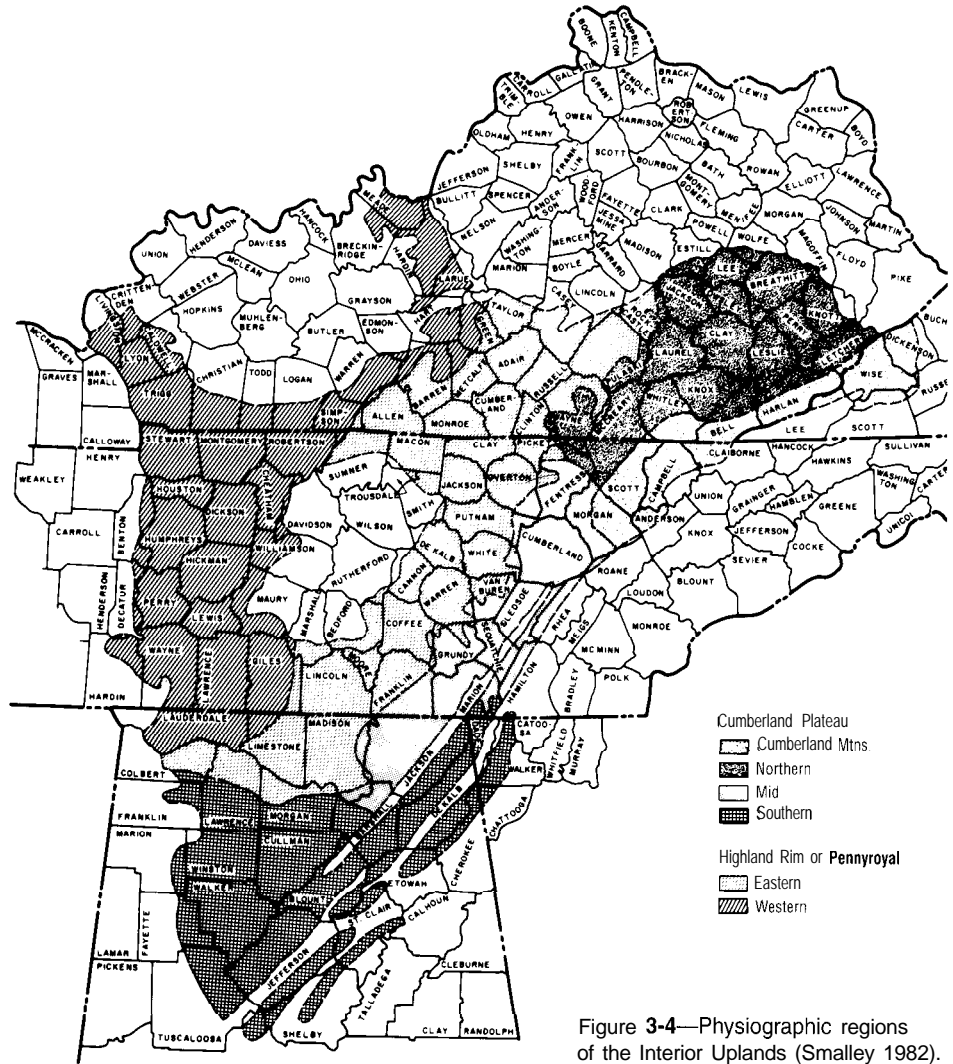 BOONE
KENTON
CAMPBELL
GALLATIN
CARROLL
TRIMBLE
GRANT
PENDLETON
BRACKEN
MASON
LEWIS
GREENUP
BOYD
OWEN
HARRISON
ROBERTSON
FLEMING
CARTER
OLDHAM
HENRY
NICHOLAS
ROWAN
ELLIOTT
LAWRENCE
JEFFERSON
SHELBY
FRANKLIN
SCOTT
BOURBON
BATH
BULLITT
SPENCER
ANDERSON
WOODFORD
FAYETTE
CLARK
MONTGOMERY
MENIFEE
MORGAN
JOHNSON
MARTIN
MEADE
NELSON
WASHINGTON
MERCER
JESSAMINE
MADISON
ESTILL
POWELL
WOLFE
MAGOFFIN
FLOYD
PIKE
HARDIN
LARUE
MARION
BOYLE
GARRARD
LINCOLN
CASEY
LEE
BREATHITT
KNOTT
UNION
HENDERSON
DAVIESS
HANCOCK
BRECKINRIDGE
WEBSTER
MCLEAN
OHIO
GRAYSON
HART
GREEN
TAYLOR
JACKSON
PERRY
CLAY
LESLIE
LETCHER
BUCH
DICKENSON
CRITTENDEN
LIVINGSTON
HOPKINS
MUHLENBERG
BUTLER
EDMONSON
ADAIR
RUSSELL
PULASKI
LAUREL
KNOX
HARLAN
WISE
RUSSE
MCCRACKEN
GRAVES
MARSHALL
LYON
TRIGG
CHRISTIAN
TODD
LOGAN
WARREN
SIMPSON
ALLEN
BARREN
METCALFE
MONROE
CUMBERLAND
CLINTON
WAYNE
MCCREARY
WHITLEY
BELL
LEE
SCOTT
CALLOWAY
HENRY
WEAKLEY
STEWART
MONTGOMERY
ROBERTSON
SUMNER
MACON
CLAY
PICKE
SCOTT
CAMPBELL
CLAIBORNE
HANCOCK
HAWKINS
SULLIVAN
WASHINGTON
CARTER
HOUSTON
CHEATHAM
TROUSDALE
SMITH
JACKSON
OVERTON
FENTRESS
MORGAN
ANDERSON
UNION
GRAINGER
HAMBLEN
GREENE
UNICOI
CARROLL
BENTON
HUMPHREYS
DICKSON
DAVIDSON
WILSON
PUTNAM
CUMBERLAND
KNOX
JEFFERSON
COCKE
SEVIER
HENDERSON
DECATUR
HICKMAN
WILLIAMSON
RUTHERFORD
CANNON
DE KALB
WHITE
VAN BUREN
BLEDSOE
RHEA
ROANE
LOUDON
BLOUNT
PERRY
LEWIS
MAURY
MARSHALL
BEDFORD
COFFEE
WARREN
GRUNDY
SEQUATCHIE
HAMILTON
MEIGS
MCMINN
MONROE
HARDIN
WAYNE
LAWRENCE
GILES
LINCOLN
MOORE
FRANKLIN
MARION
BRADLEY
POLK
LAUDERDALE
LIMESTONE
MADISON
JACKSON
CATOOSA
WHITFIELD
MURRAY
WALKER
COLBERT
FRANKLIN
LAWRENCE
MORGAN
DEKALB
CHATTOOGA
MARION
WINSTON
CULLMAN
CHEROKEE
WALKER
BLOUNT
ETOWAH
ST. CLAIR
CALHOUN
LAMAR
FAYETTE
JEFFERSON
PICKENS
TUSCALOOSA
SHELBY
TALLADEGA
CLEBURNE
CLAY
RANDOLPH
Cumberland Plateau
Cumberland Mtns.
Northern
Mid
Southern
Highland Rim or Pennyroyal
Eastern
Western
Figure 3-4—Physiographic regions
of the Interior Uplands (Smalley 1982).